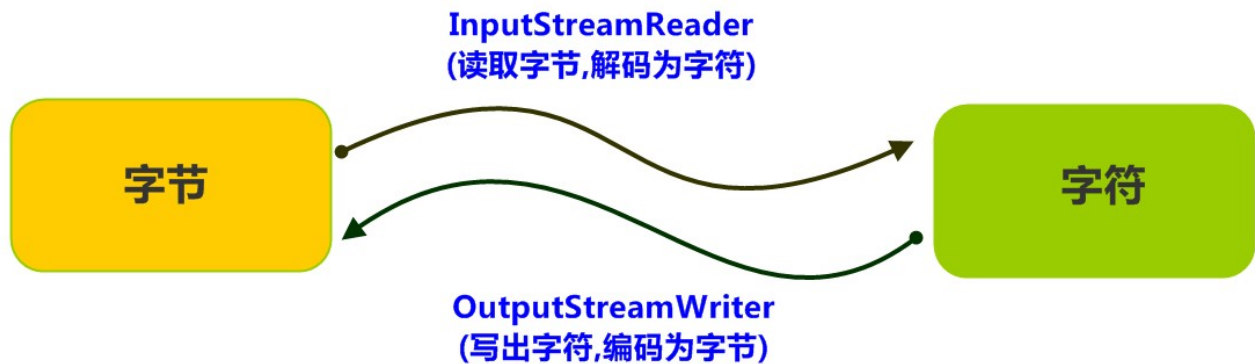 InputStreamReader
(读取字节,解码为字符)
字节
字符
OutputStreamWriter
(写出字符,编码为字节)